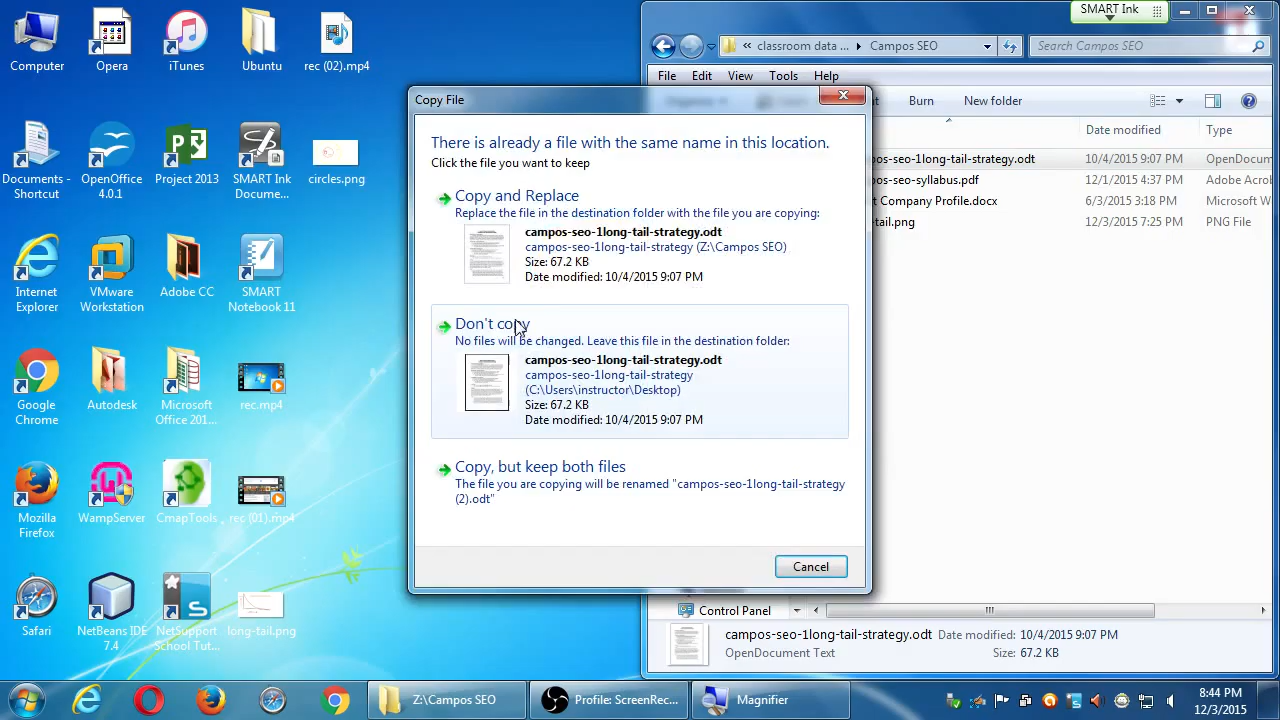 Computer
Opera
iTunes
Ubuntu
rec (02).mp4
Documents -
Shortcut
OpenOffice
4.0.1
Project 2013
SMART Ink
Docume...
circles.png
Internet
Explorer
VMware
Workstation
Adobe CC
SMART
Notebook 11
Google
Chrome
Autodesk
Microsoft
Office 201...
rec.mp4
Mozilla
Firefox
WampServer
CmapTools
rec (01).mp4
Safari
NetBeans IDE
7.4
NetSupport
School Tut...
long-tail.png
SMART Ink
« classroom data ... Campos SEO
Search Campos SEO
File Edit View Tools Help
Burn New folder
Date modified Type
os-seo-1long-tail-strategy.odt 10/4/2015 9:07 PM OpenDocum
os-seo-syllabus.pdf 12/1/2015 4:37 PM Adobe Acrob
t Company Profile.docx 6/3/2015 3:18 PM Microsoft W
tail.png 12/3/2015 7:25 PM PNG File
Copy File
There is already a file with the same name in this location.
Click the file you want to keep
Copy and Replace
Replace the file in the destination folder with the file you are copying:
campos-seo-1long-tail-strategy.odt
campos-seo-1long-tail-strategy (Z:\Campos SEO)
Size: 67.2 KB
Date modified: 10/4/2015 9:07 PM
Don't copy
No files will be changed. Leave this file in the destination folder:
campos-seo-1long-tail-strategy.odt
campos-seo-1long-tail-strategy
(C:\Users\instructor\Desktop)
Size: 67.2 KB
Date modified: 10/4/2015 9:07 PM
Copy, but keep both files
The file you are copying will be renamed "campos-seo-1long-tail-strategy
(2).odt"
Cancel
Control Panel
campos-seo-1long-tail-strategy.odt Date modified: 10/4/2015 9:07 PM
OpenDocument Text Size: 67.2 KB
Z:\Campos SEO
Profile: ScreenRec...
Magnifier
8:44 PM
12/3/2015